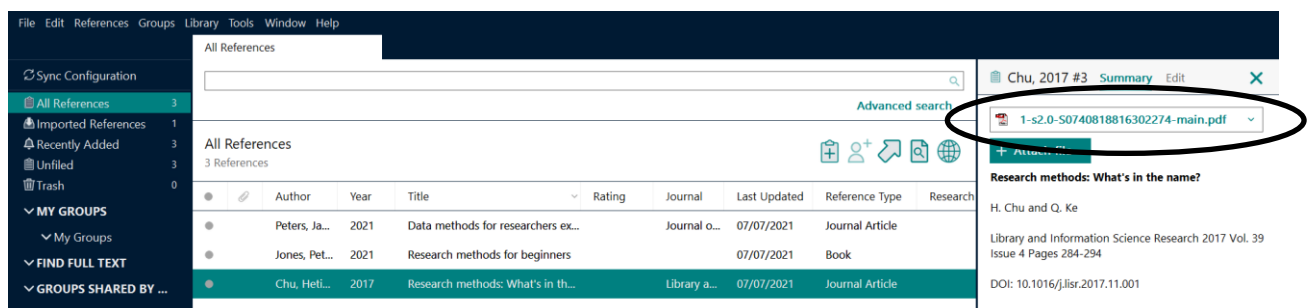 File Edit References Groups Library Tools Window Help
All References
Sync Configuration
All References 3
Imported References 1
Recently Added 3
Unfiled 3
Trash 0
MY GROUPS
My Groups
FIND FULL TEXT
GROUPS SHARED BY ...
Advanced search
All References
3 References
Author Year Title Rating Journal Last Updated Reference Type Research
Peters, Ja... 2021 Data methods for researchers ex... Journal o... 07/07/2021 Journal Article
Jones, Pet... 2021 Research methods for beginners 07/07/2021 Book
Chu, Heti... 2017 Research methods: What's in th... Library a... 07/07/2021 Journal Article
Chu, 2017 #3 Summary Edit
1-s2.0-S0740818816302274-main.pdf
+ Attach
Research methods: What's in the name?
H. Chu and Q. Ke
Library and Information Science Research 2017 Vol. 39
Issue 4 Pages 284-294
DOI: 10.1016/j.lisr.2017.11.001